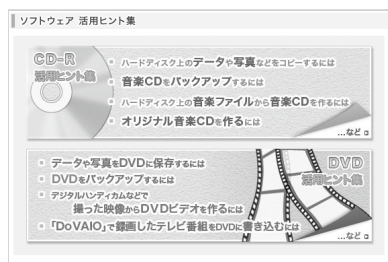 ソフトウェア 活用ヒント集
CD-R
活用ヒント集
ハードディスク上のデータや写真などをコピーするには
音楽CDをバックアップするには
ハードディスク上の音楽ファイルから音楽CDを作るには
オリジナル音楽CDを作るには
...など
データや写真をDVDに保存するには
DVDをバックアップするには
デジタルハンディカムなどで
撮った映像からDVDビデオを作るには
「DoVAIO」で録画したテレビ番組をDVDに書き込むには
DVD
活用ヒント集
...など